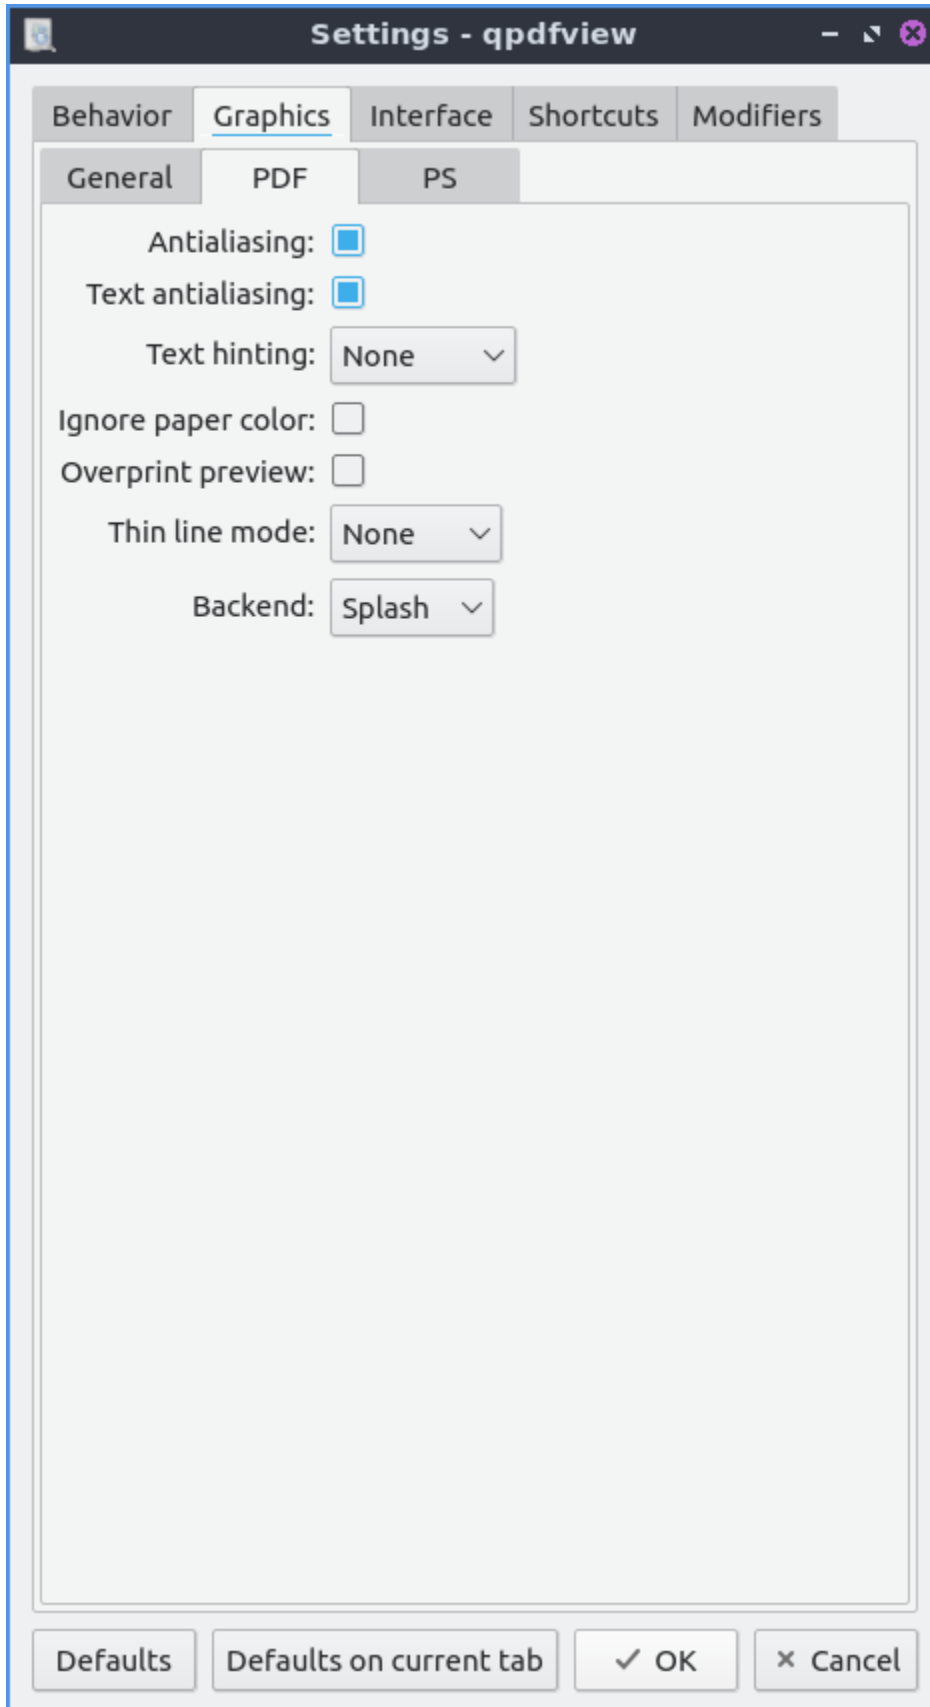 Settings - qpdfview
Behavior Graphics Interface Shortcuts Modifiers
General PDF PS
Antialiasing:
Text antialiasing:
Text hinting: None
Ignore paper color:
Overprint preview:
Thin line mode: None
Backend: Splash
Defaults Defaults on current tab OK Cancel